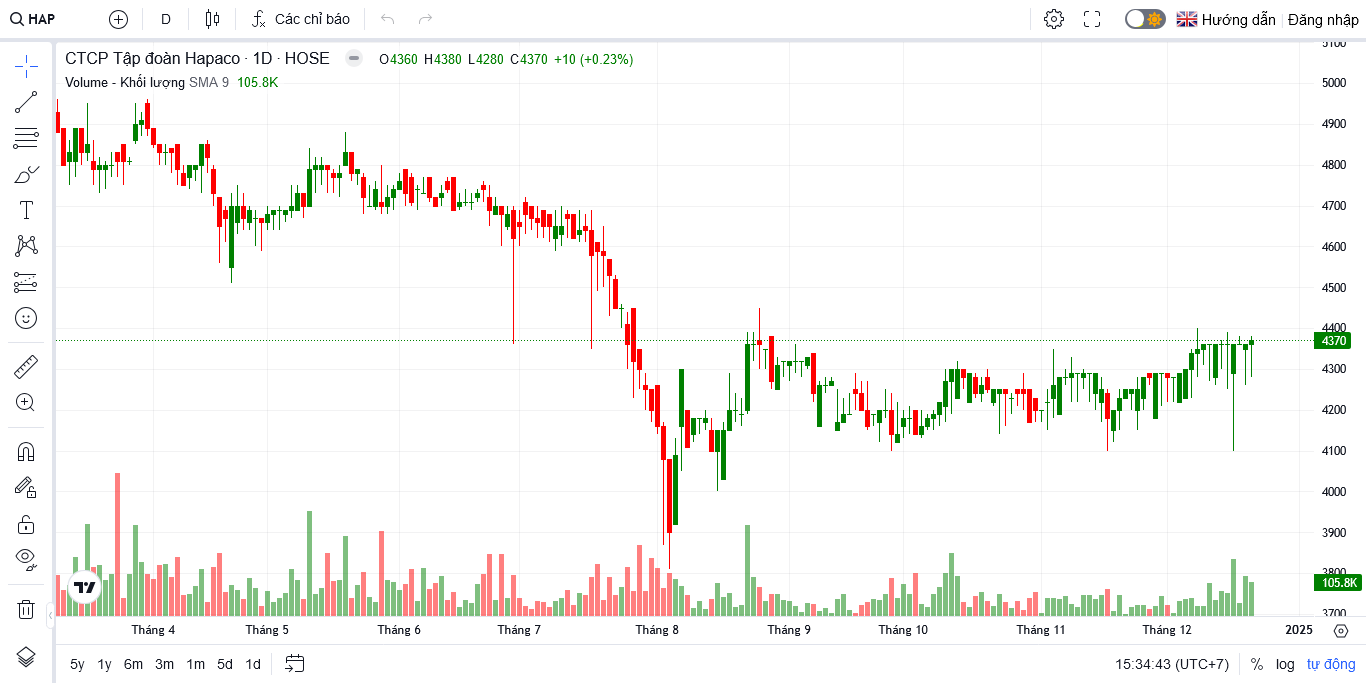 HAP
D
Các chỉ báo
Hướng dẫn
Đăng nhập
CTCP Tập đoàn Hapaco · 1D · HOSE
O4360 H4380 L4280 C4370 +10 (+0.23%)
Volume - Khối lượng SMA 9 105.8K
5100
5000
4900
4800
4700
4600
4500
4400
4370
4300
4200
4100
4000
3900
3800
105.8K
3700
Tháng 4 Tháng 5 Tháng 6 Tháng 7 Tháng 8 Tháng 9 Tháng 10 Tháng 11 Tháng 12 2025
5y 1y 6m 3m 1m 5d 1d
15:34:43 (UTC+7) % log tự động